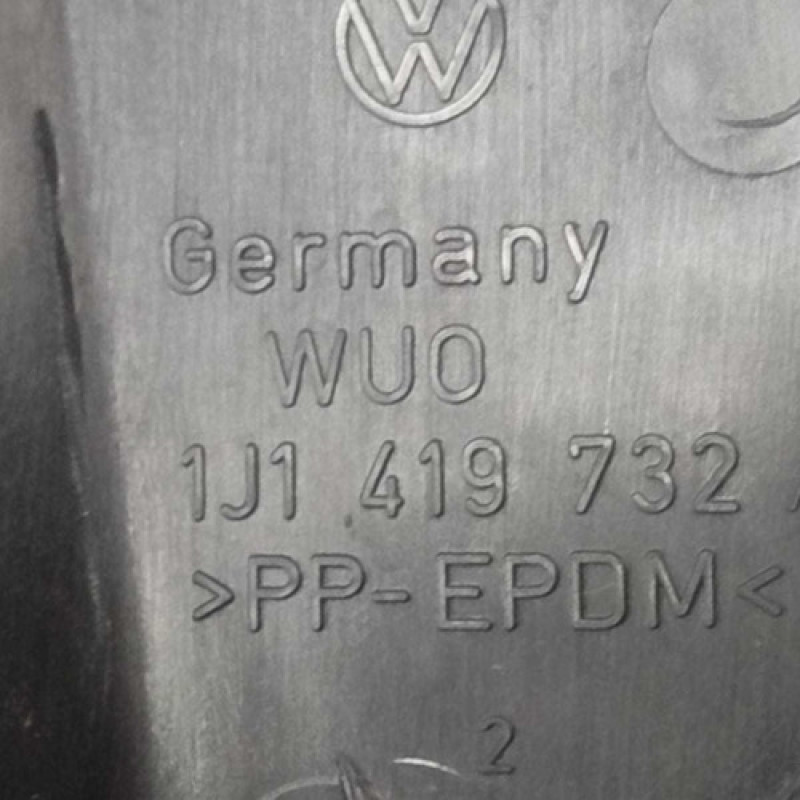 Germany
WUO
1J1 419 732
>PP-EPDM<
2